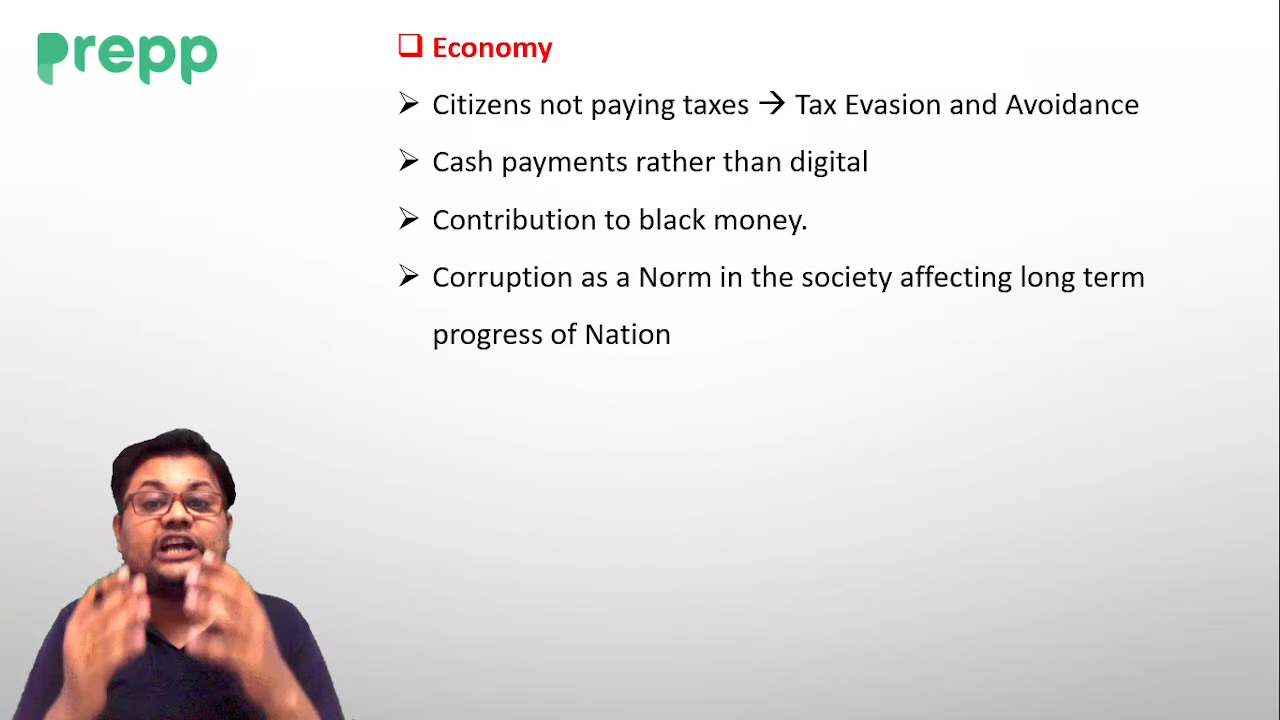 prepp
❑ Economy
➢ Citizens not paying taxes → Tax Evasion and Avoidance
➢ Cash payments rather than digital
➢ Contribution to black money.
➢ Corruption as a Norm in the society affecting long term
progress of Nation